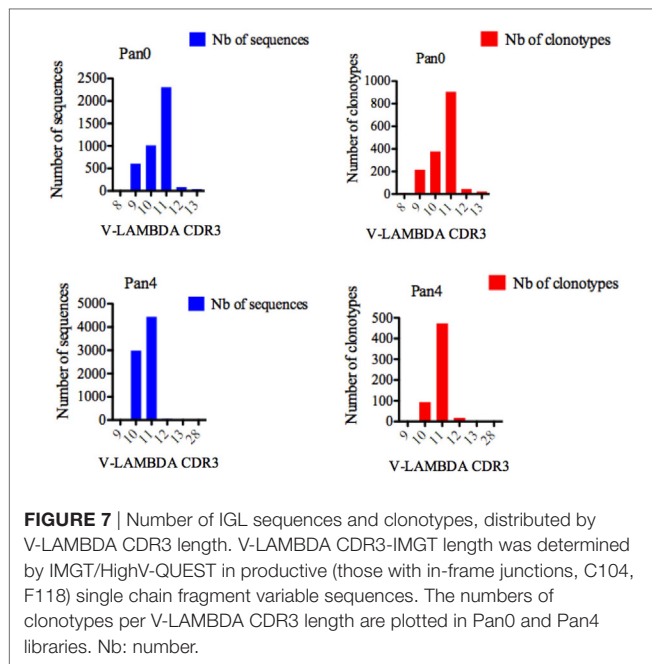 Pan0
Nb of sequences
Number of sequences
2500
2000
1500
1000
500
0
8 9 10 11 12 13
V-LAMBDA CDR3
Pan0
Nb of clonotypes
Number of clonotypes
1000
800
600
400
200
0
8 9 10 11 12 13
V-LAMBDA CDR3
Pan4
Nb of sequences
Number of sequences
5000
4000
3000
2000
1000
0
9 10 11 12 13 28
V-LAMBDA CDR3
Pan4
Nb of clonotypes
Number of clonotypes
500
400
300
200
100
0
9 10 11 12 13 28
V-LAMBDA CDR3
FIGURE 7 | Number of IGL sequences and clonotypes, distributed by
V-LAMBDA CDR3 length. V-LAMBDA CDR3-IMGT length was determined
by IMGT/HighV-QUEST in productive (those with in-frame junctions, C104,
F118) single chain fragment variable sequences. The numbers of
clonotypes per V-LAMBDA CDR3 length are plotted in Pan0 and Pan4
libraries. Nb: number.